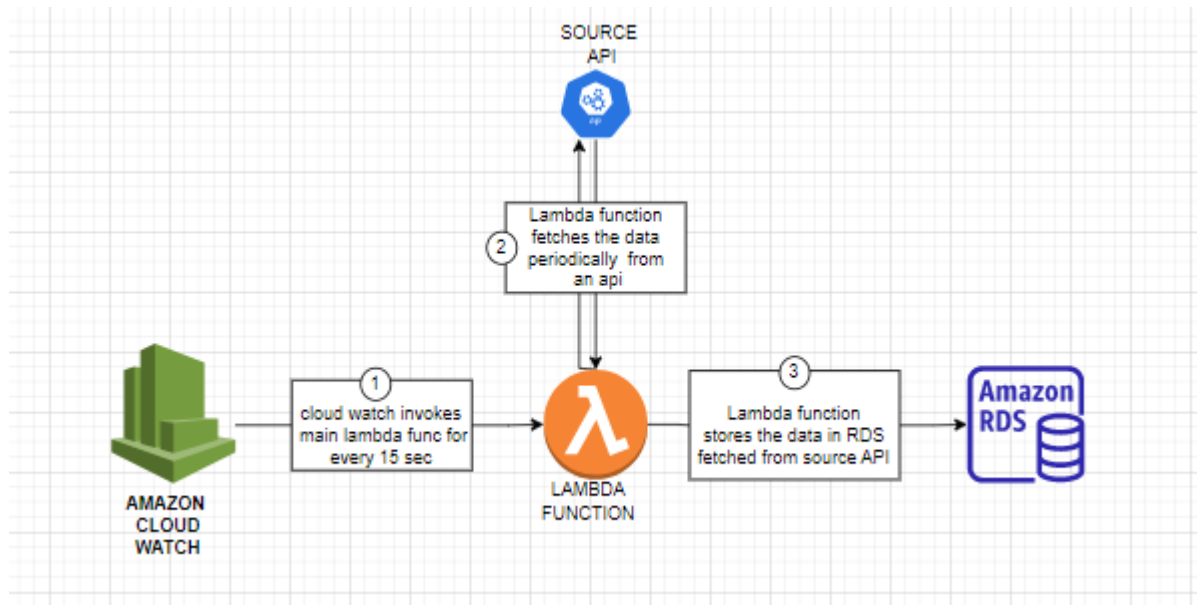 SOURCE
API
API
Lambda function
fetches the data
periodically from
an api
2
1
cloud watch invokes
main lambda func for
every 15 sec
3
Lambda function
stores the data in RDS
fetched from source API
Amazon
RDS
AMAZON
CLOUD
WATCH
LAMBDA
FUNCTION